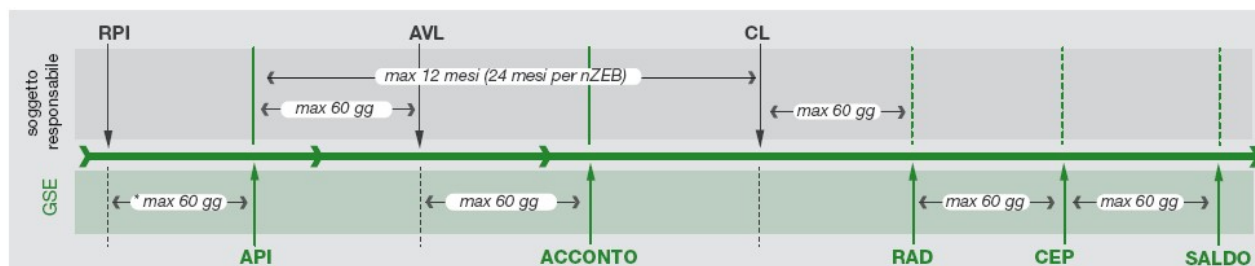 RPI AVL CL
soggetto
responsabile
max 12 mesi (24 mesi per nZEB)
max 60 gg max 60 gg
GSE
* max 60 gg max 60 gg max 60 gg max 60 gg
API ACCONTO RAD CEP SALDO